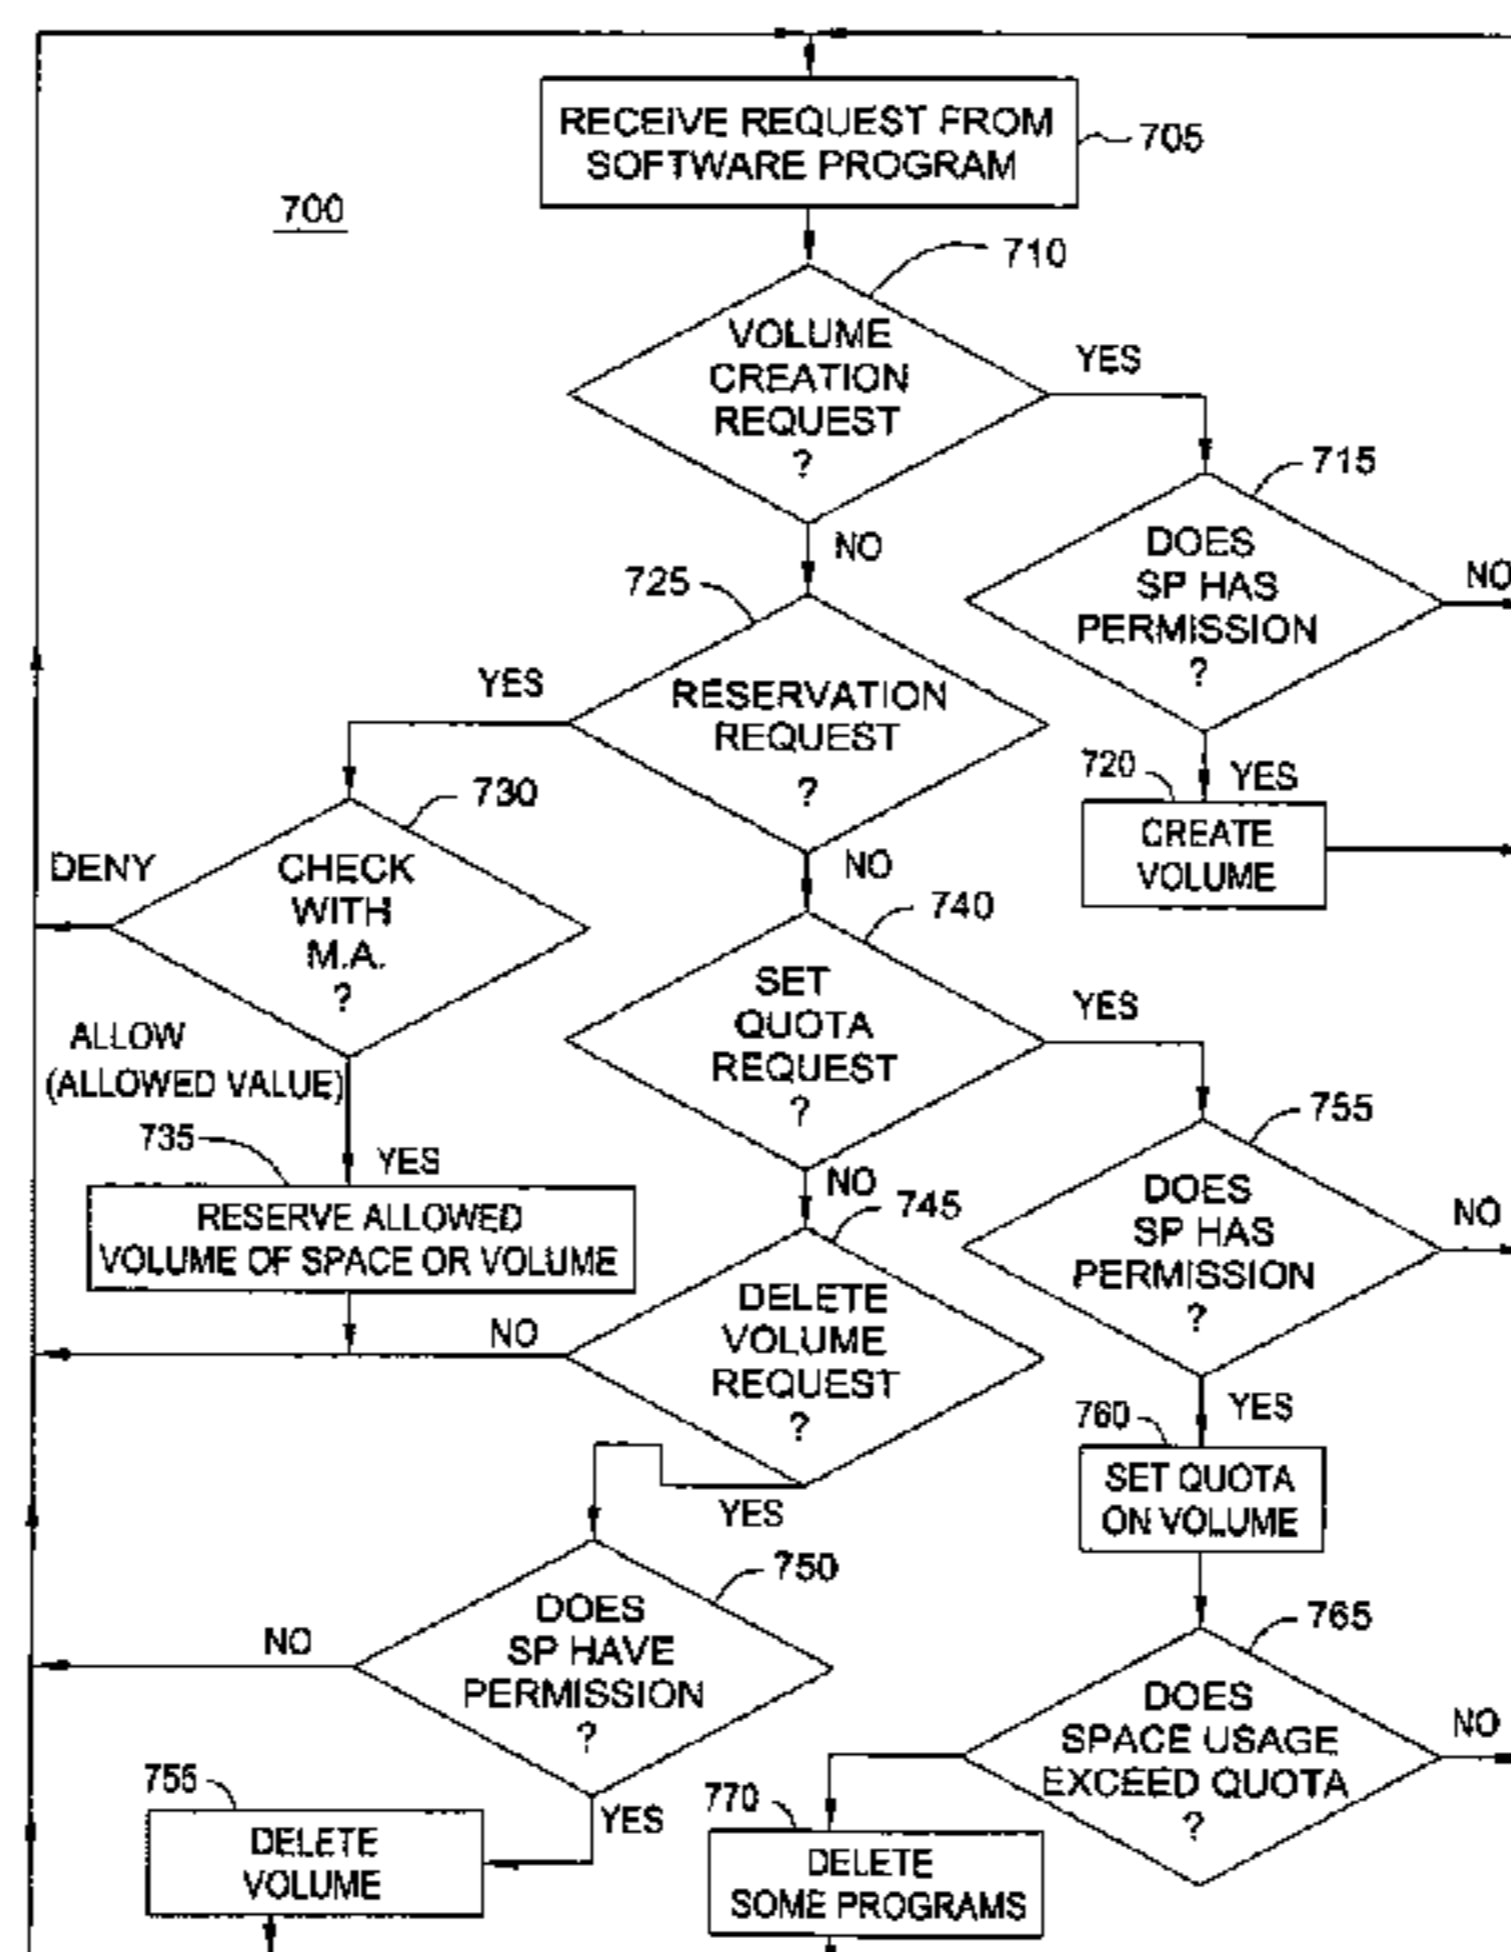 RECEIVE REQUEST FROM
SOFTWARE PROGRAM
705
700
710
VOLUME
CREATION
REQUEST
?
YES
NO
715
DOES
SP HAS
PERMISSION
?
NO
YES
720
CREATE
VOLUME
725
RESERVATION
REQUEST
?
YES
NO
730
CHECK
WITH
M.A.
?
DENY
ALLOW
(ALLOWED VALUE)
YES
735
RESERVE ALLOWED
VOLUME OF SPACE OR VOLUME
740
SET
QUOTA
REQUEST
?
YES
NO
745
DELETE
VOLUME
REQUEST
?
NO
YES
755
DOES
SP HAS
PERMISSION
?
NO
YES
760
SET QUOTA
ON VOLUME
750
DOES
SP HAVE
PERMISSION
?
NO
YES
755
DELETE
VOLUME
765
DOES
SPACE USAGE
EXCEED QUOTA
?
NO
770
DELETE
SOME PROGRAMS